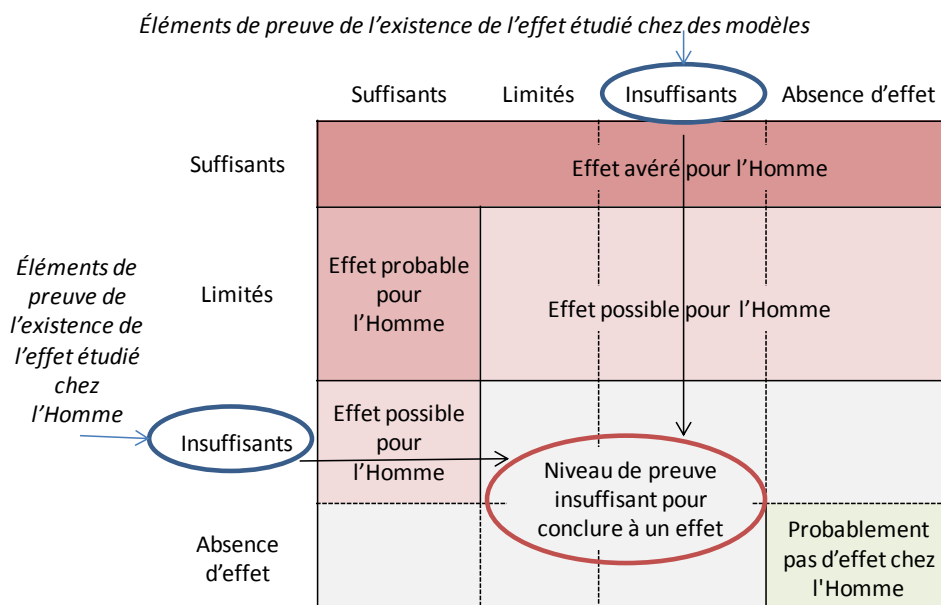 Éléments de preuve de l'existence de l'effet étudié chez des modèles
Suffisants Limités Insuffisants Absence d'effet
Suffisants
Effet avéré pour l'Homme
Éléments de
preuve de
l'existence de
l'effet étudié
chez
l'Homme
Limités
Effet probable
pour
l'Homme
Effet possible pour l'Homme
Insuffisants
Effet possible
pour
l'Homme
Niveau de preuve
insuffisant pour
conclure à un effet
Absence
d'effet
Probablement
pas d'effet chez
l'Homme